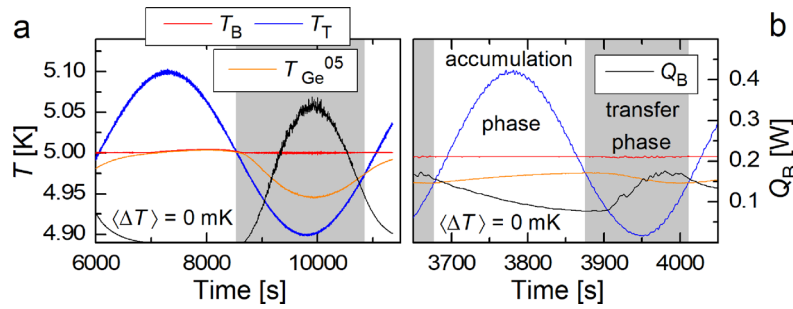 a
T_B
T_T
b
T_Ge^05
Q_B
accumulation
phase
transfer
phase
T [K]
5.10
5.05
5.00
4.95
4.90
⟨ΔT⟩ = 0 mK
⟨ΔT⟩ = 0 mK
0.4
0.3
0.2
0.1
Q_B [W]
6000 8000 10000
3700 3800 3900 4000
Time [s]
Time [s]